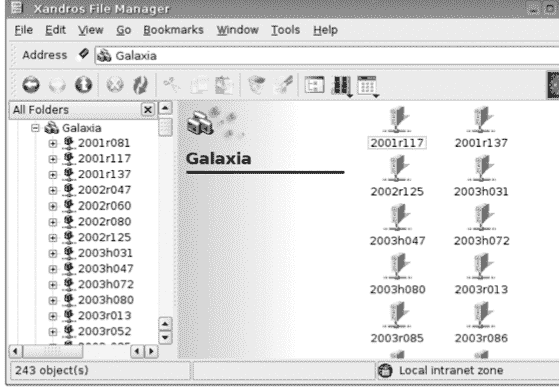 Xandros File Manager
File Edit View Go Bookmarks Window Tools Help
Address Galaxia
All Folders
Galaxia
2001r081
2001r117
2001r137
2002r047
2002r060
2002r080
2002r125
2003h031
2003h047
2003h072
2003h080
2003r013
2003r052
Galaxia
2001r117 2001r137
2002r125 2003h031
2003h047 2003h072
2003h080 2003r013
2003r085 2003r086
243 object(s)
Local intranet zone